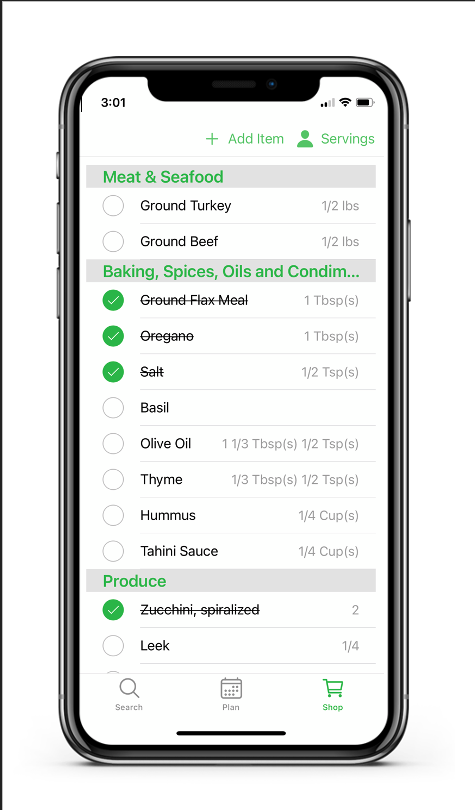 3:01
+ Add Item Servings
Meat & Seafood
Ground Turkey 1/2 lbs
Ground Beef 1/2 lbs
Baking, Spices, Oils and Condim...
Ground Flax Meal 1 Tbsp(s)
Oregano 1 Tbsp(s)
Salt 1/2 Tsp(s)
Basil
Olive Oil 1 1/3 Tbsp(s) 1/2 Tsp(s)
Thyme 1/3 Tbsp(s) 1/2 Tsp(s)
Hummus 1/4 Cup(s)
Tahini Sauce 1/4 Cup(s)
Produce
Zucchini, spiralized 2
Leek 1/4
Search Plan Shop